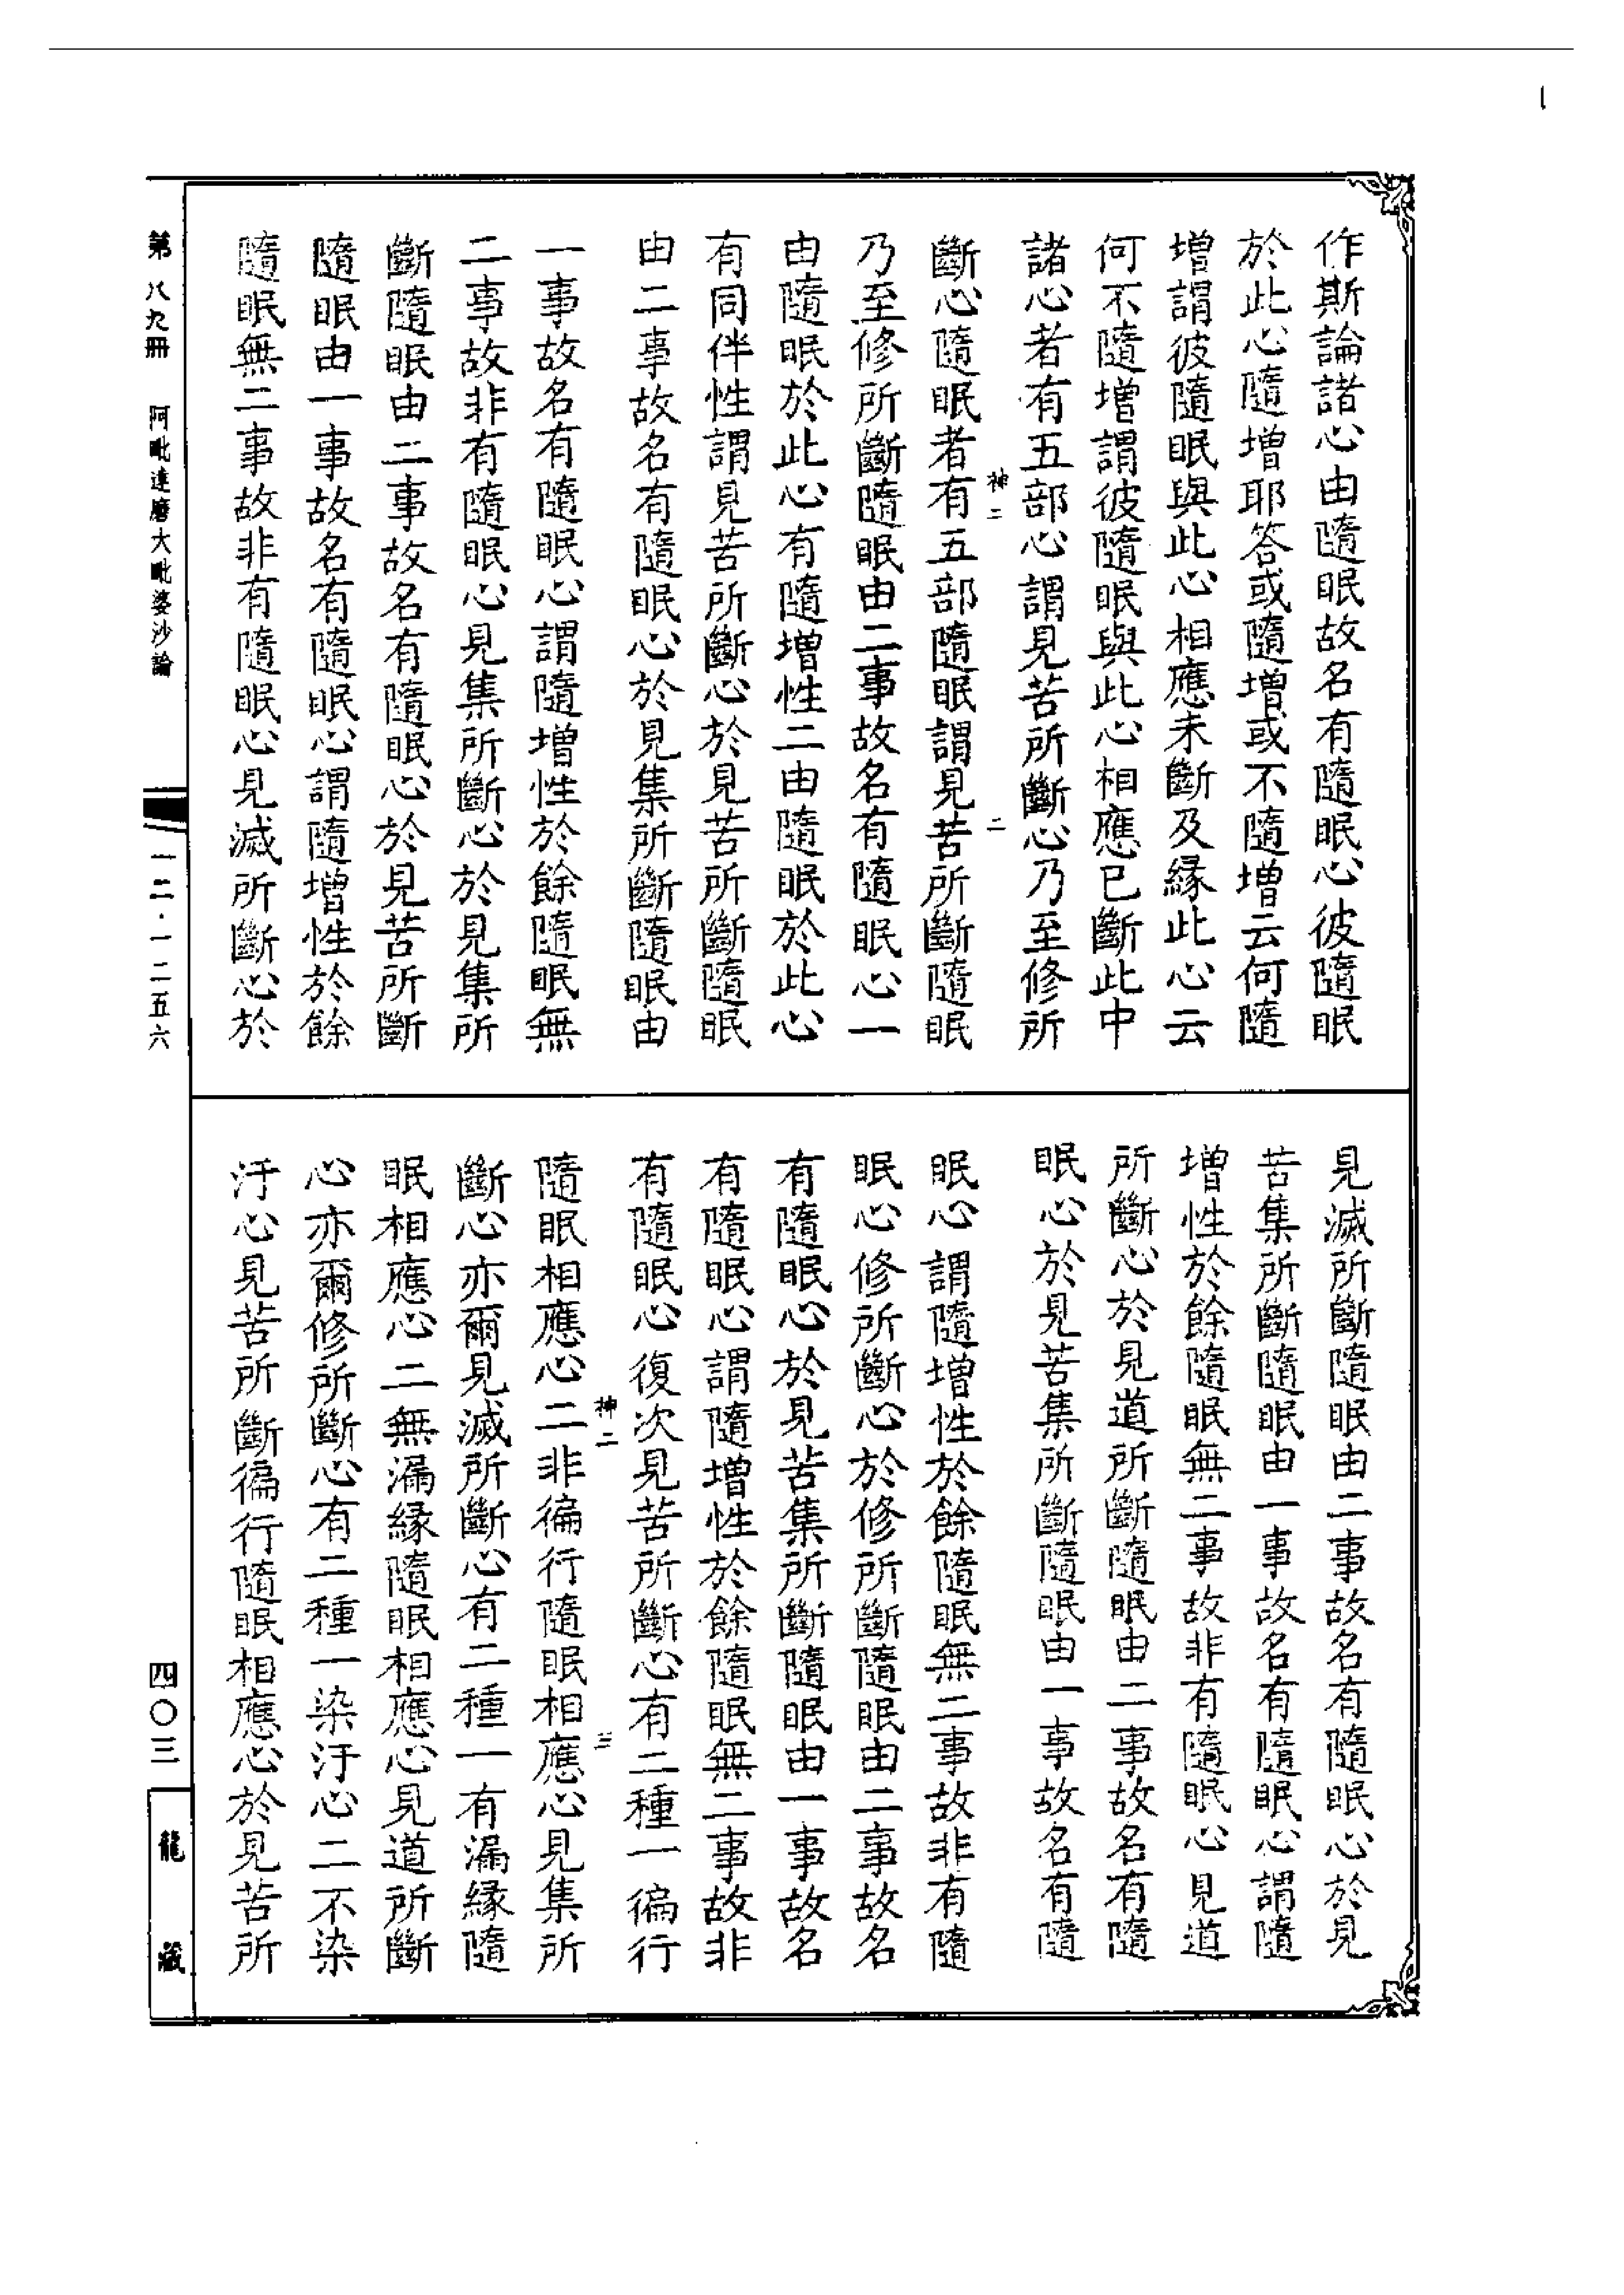 作斯論諸心由隨眠故名有隨眠心彼隨眠
於此心隨增耶答或隨增或不隨增云何隨
增謂彼隨眠與此心相應未斷及緣此心云
何不隨增謂彼隨眠與此心相應已斷此中
諸心者有五部心謂見苦所斷心乃至修所
神二
二
斷心隨眠者有五部隨眠謂見苦所斷隨眠
乃至修所斷隨眠由二事故名有隨眠心一
由隨眠於此心有隨增性二由隨眠於此心
有同伴性謂見苦所斷心於見苦所斷隨眠
由二事故名有隨眠心於見集所斷隨眠由
一事故名有隨眠心謂隨增性於餘隨眠無
二事故非有隨眠心見集所斷心於見集所
斷隨眠由二事故名有隨眠心於見苦所斷
隨眠由一事故名有隨眠心謂隨增性於餘
隨眠無二事故非有隨眠心見滅所斷心於
見滅所斷隨眠由二事故名有隨眠心於見
苦集所斷隨眠由一事故名有隨眠心謂隨
增性於餘隨眠無二事故非有隨眠心見道
所斷心於見道所斷隨眠由二事故名有隨
眠心於見苦集所斷隨眠由一事故名有隨
眠心謂隨增性於餘隨眠無二事故非有隨
眠心修所斷心於修所斷隨眠由二事故名
有隨眠心於見苦集所斷隨眠由一事故名
有隨眠心謂隨增性於餘隨眠無二事故非
有隨眠心復次見苦所斷心有二種一徧行
神二
三
隨眠相應心二非徧行隨眠相應心見集所
斷心亦爾見滅所斷心有二種一有漏緣隨
眠相應心二無漏緣隨眠相應心見道所斷
心亦爾修所斷心有二種一染汙心二不染
汙心見苦所斷徧行隨眠相應心於見苦所
第八九冊 阿毗達磨大毗婆沙論
一二·一二五六
四〇三
龍藏